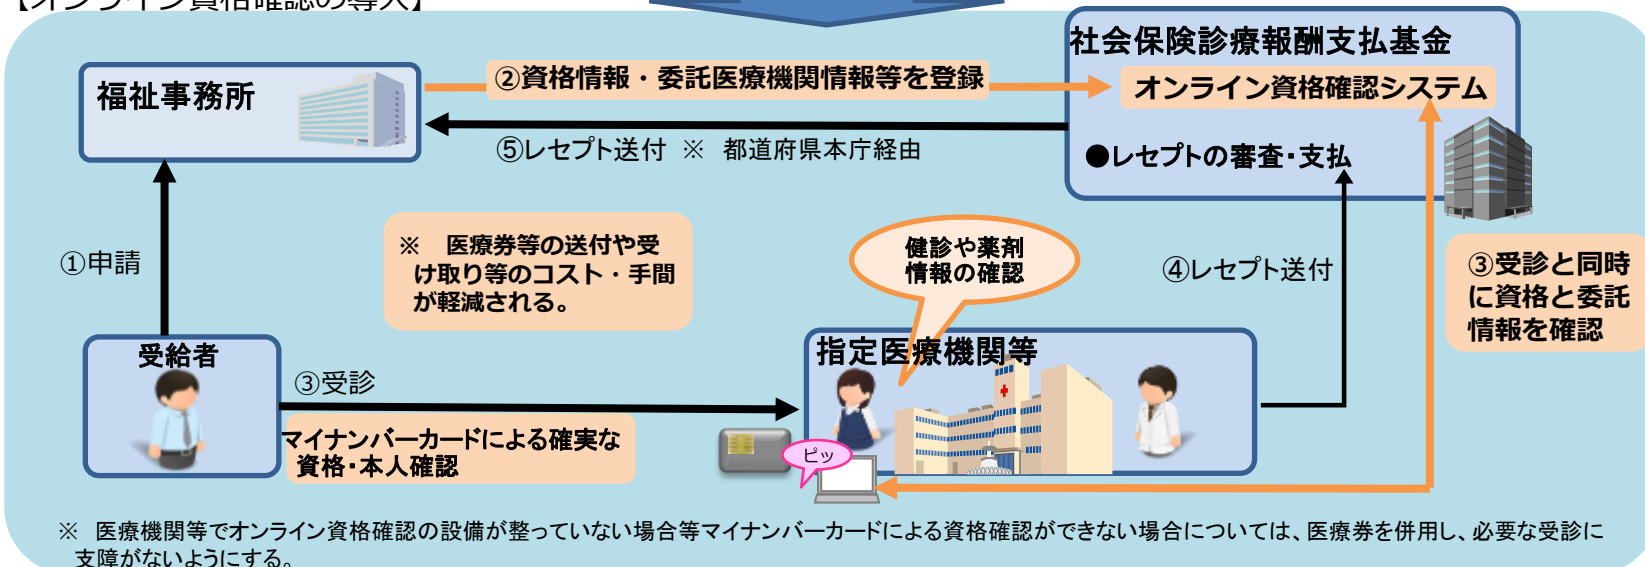 【オンライン資格確認の導入】
社会保険診療報酬支払基金
福祉事務所
②資格情報・委託医療機関情報等を登録
オンライン資格確認システム
⑤レセプト送付 ※ 都道府県本庁経由
●レセプトの審査・支払
①申請
※ 医療券等の送付や受
け取り等のコスト・手間
が軽減される。
健診や薬剤
情報の確認
④レセプト送付
③受診と同時
に資格と委託
情報を確認
受給者
指定医療機関等
③受診
マイナンバーカードによる確実な
資格・本人確認
ピッ
※ 医療機関等でオンライン資格確認の設備が整っていない場合等マイナンバーカードによる資格確認ができない場合については、医療券を併用し、必要な受診に
支障がないようにする。